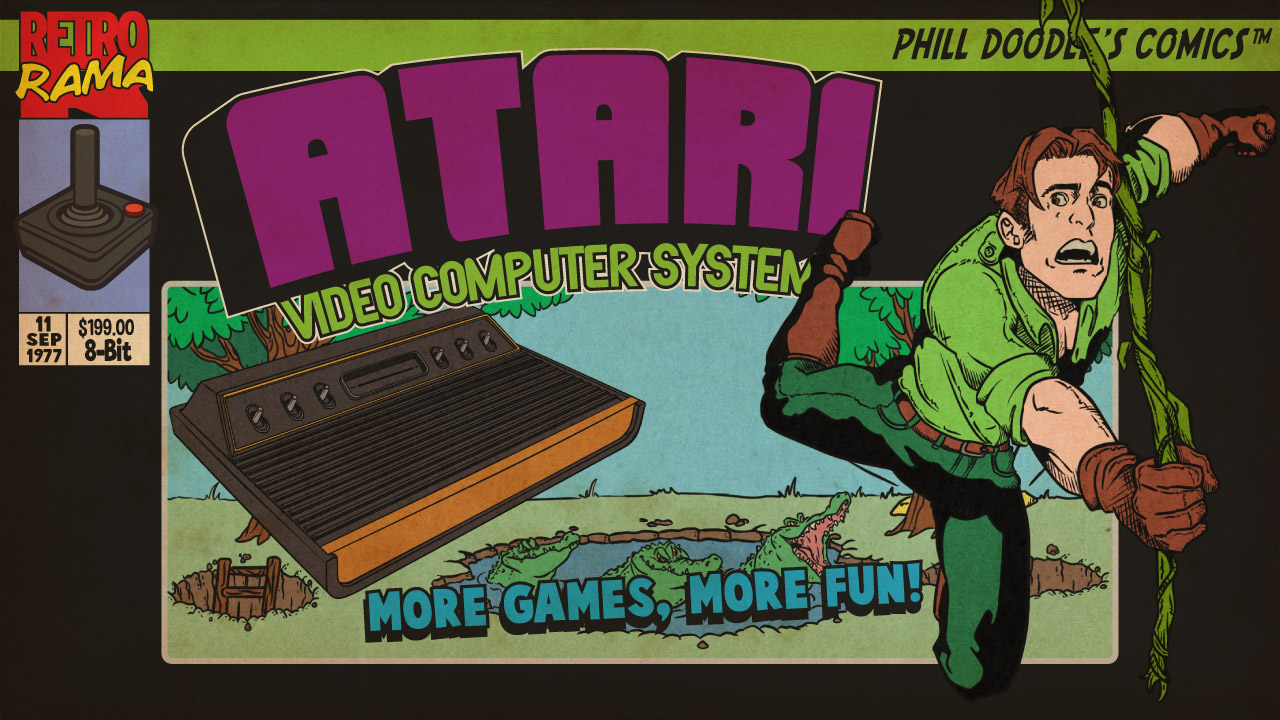 RETRO
RAMA
PHILL DOODLE'S COMICS™
ATARI
VIDEO COMPUTER SYSTEM
11
SEP
1977
$199.00
8-Bit
MORE GAMES, MORE FUN!